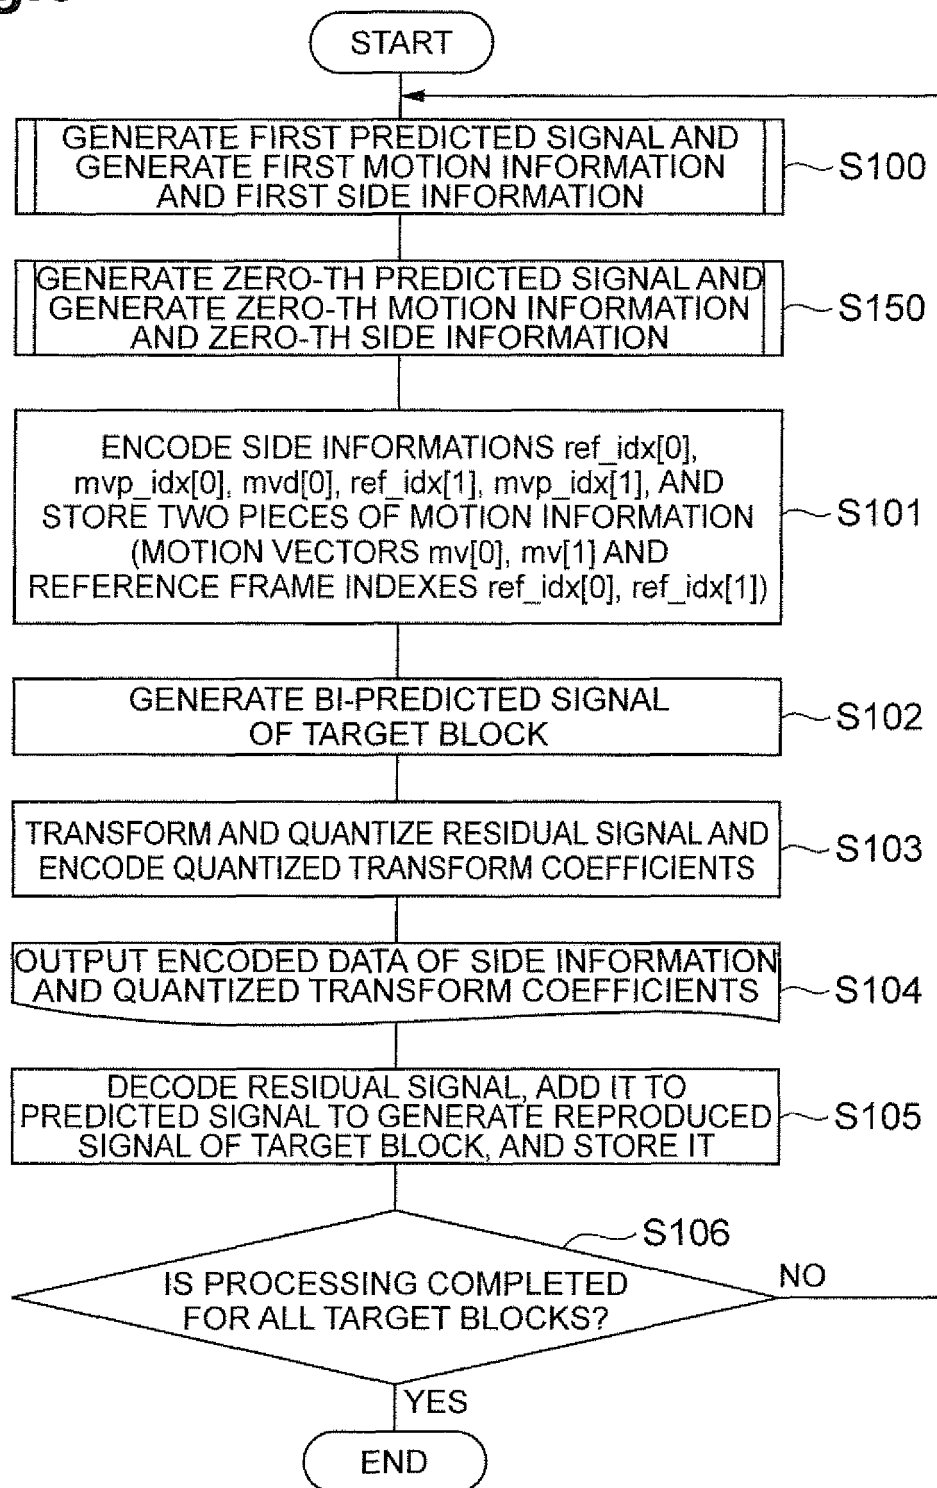 START
GENERATE FIRST PREDICTED SIGNAL AND
GENERATE FIRST MOTION INFORMATION
AND FIRST SIDE INFORMATION
S100
GENERATE ZERO-TH PREDICTED SIGNAL AND
GENERATE ZERO-TH MOTION INFORMATION
AND ZERO-TH SIDE INFORMATION
S150
ENCODE SIDE INFORMATIONS ref_idx[0],
mvp_idx[0], mvd[0], ref_idx[1], mvp_idx[1], AND
STORE TWO PIECES OF MOTION INFORMATION
(MOTION VECTORS mv[0], mv[1] AND
REFERENCE FRAME INDEXES ref_idx[0], ref_idx[1])
S101
GENERATE BI-PREDICTED SIGNAL
OF TARGET BLOCK
S102
TRANSFORM AND QUANTIZE RESIDUAL SIGNAL AND
ENCODE QUANTIZED TRANSFORM COEFFICIENTS
S103
OUTPUT ENCODED DATA OF SIDE INFORMATION
AND QUANTIZED TRANSFORM COEFFICIENTS
S104
DECODE RESIDUAL SIGNAL, ADD IT TO
PREDICTED SIGNAL TO GENERATE REPRODUCED
SIGNAL OF TARGET BLOCK, AND STORE IT
S105
S106
IS PROCESSING COMPLETED
FOR ALL TARGET BLOCKS?
NO
YES
END